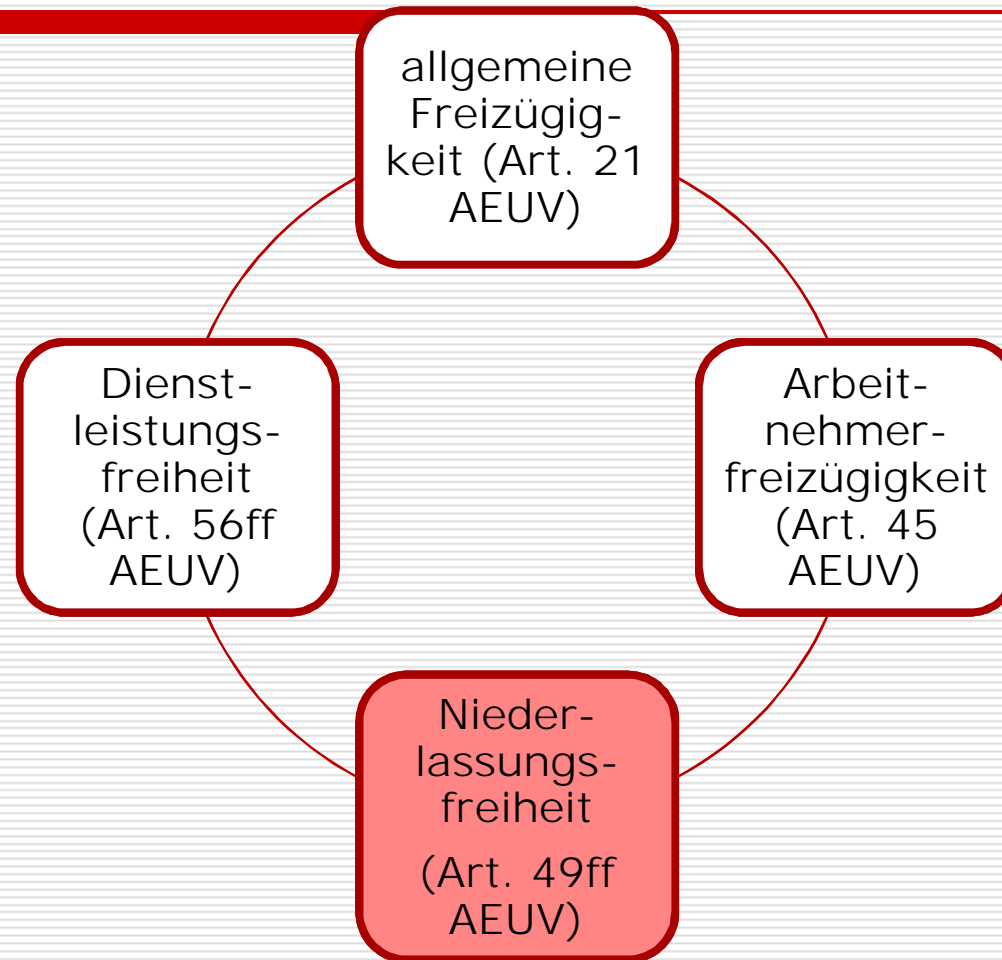 allgemeine
Freizügig-
keit (Art. 21
AEUV)
Dienst-
leistungs-
freiheit
(Art. 56ff
AEUV)
Arbeit-
nehmer-
freizügigkeit
(Art. 45
AEUV)
Nieder-
lassungs-
freiheit
(Art. 49ff
AEUV)